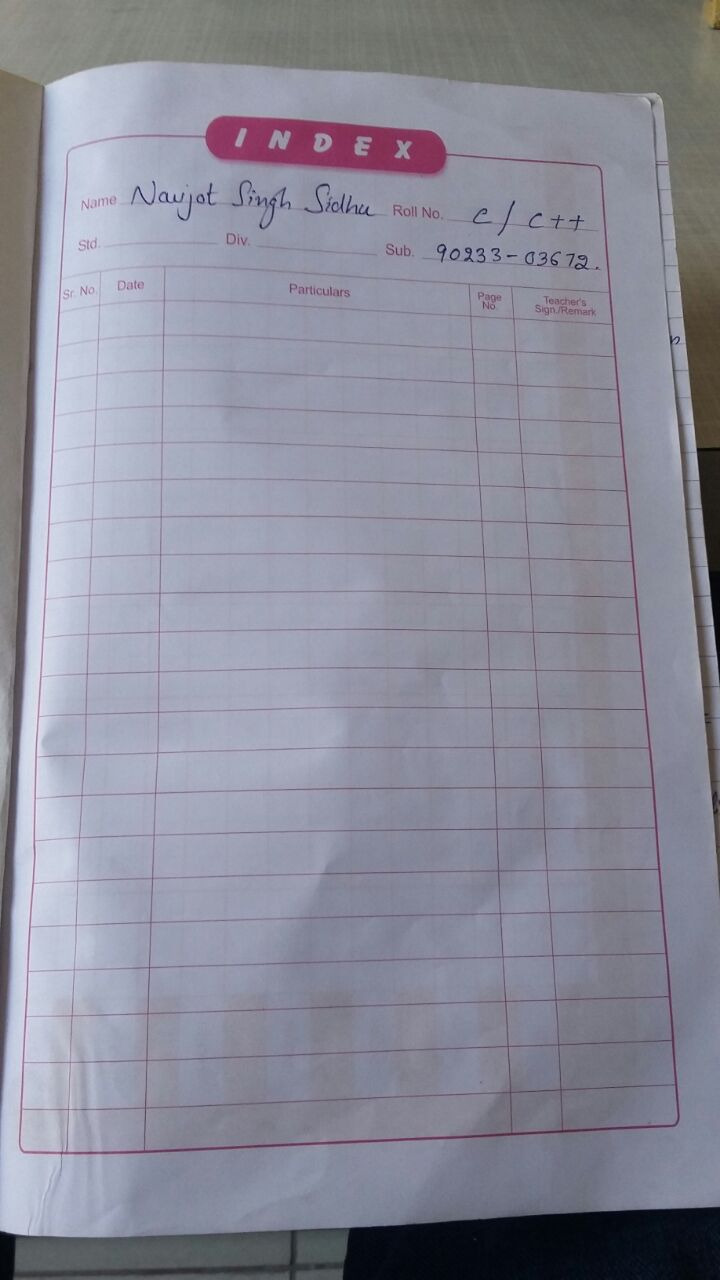 INDEX
Name Navjot Singh Sidhu Roll No. C/C++
Std. Div. Sub. 90233-03672.
Sr. No. Date Particulars Page No. Teacher's Sign./Remark